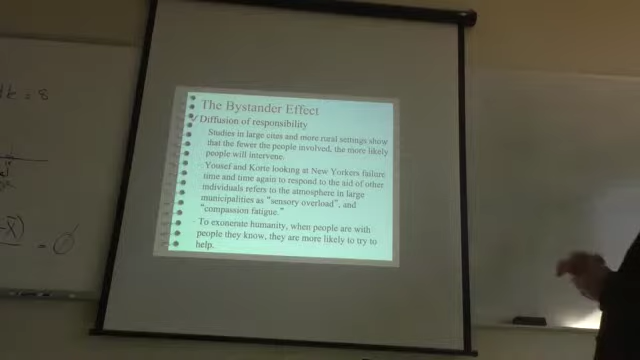 The Bystander Effect
Diffusion of responsibility
Studies in large cites and more rural settings show
that the fewer the people involved, the more likely
people will intervene.
Yousef and Korte looking at New Yorkers failure
time and time again to respond to the aid of other
individuals refers to the atmosphere in large
municipalities as "sensory overload", and
"compassion fatigue."
To exonerate humanity, when people are with
people they know, they are more likely to try to
help.
k = 8
= 0